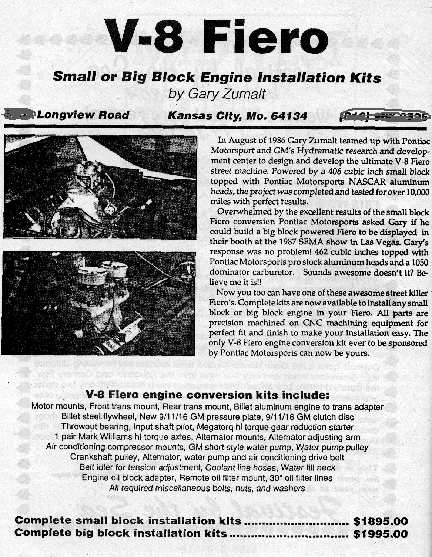 V-8 Fiero
Small or Big Block Engine Installation Kits
by Gary Zumalt
Longview Road Kansas City, Mo. 64134
In August of 1986 Gary Zumalt teamed up with Pontiac
Motorsport and GM's Hydramatic research and develop-
ment center to design and develop the ultimate V-8 Fiero
street machine. Powered by a 406 cubic inch small block
topped with Pontiac Motorsports NASCAR aluminum
heads, the project was completed and tested for over 10,000
miles with perfect results.
Overwhelmed by the excellent results of the small block
Fiero conversion Pontiac Motorsports asked Gary if he
could build a big block powered Fiero to be displayed in
their booth at the 1987 SEMA show in Las Vegas. Gary's
response was no problem! 462 cubic inches topped with
Pontiac Motorsports pro stock aluminum heads and a 1050
dominator carburetor. Sounds awesome doesn't it? Be-
lieve me it is!!
Now you too can have one of these awesome street killer
Fiero's. Complete kits are now available to install any small
block or big block engine in your Fiero. All parts are
precision machined on CNC machining equipment for
perfect fit and finish to make your installation easy. The
only V-8 Fiero engine conversion kit ever to be sponsored
by Pontiac Motorsports can now be yours.
V-8 Fiero engine conversion kits include:
Motor mounts, Front trans mount, Rear trans mount, Billet aluminum engine to trans adapter
Billet steel flywheel, New 9/11/16 GM pressure plate, 9/11/16 GM clutch disc
Throwout bearing, Input shaft pilot, Megatorq hi torque gear reduction starter
1 pair Mark Williams hi torque axles, Alternator mounts, Alternator adjusting arm
Air conditioning compressor mounts, GM short style water pump, Water pump pulley
Crankshaft pulley, Alternator, water pump and air conditioning drive belt
Belt idler for tension adjustment, Coolant line hoses, Water fill neck
Engine oil block adapter, Remote oil filter mount, 30" oil filter lines
All required miscellaneous bolts, nuts, and washers
Complete small block installation kits ............................ $1895.00
Complete big block installation kits ................................ $1995.00